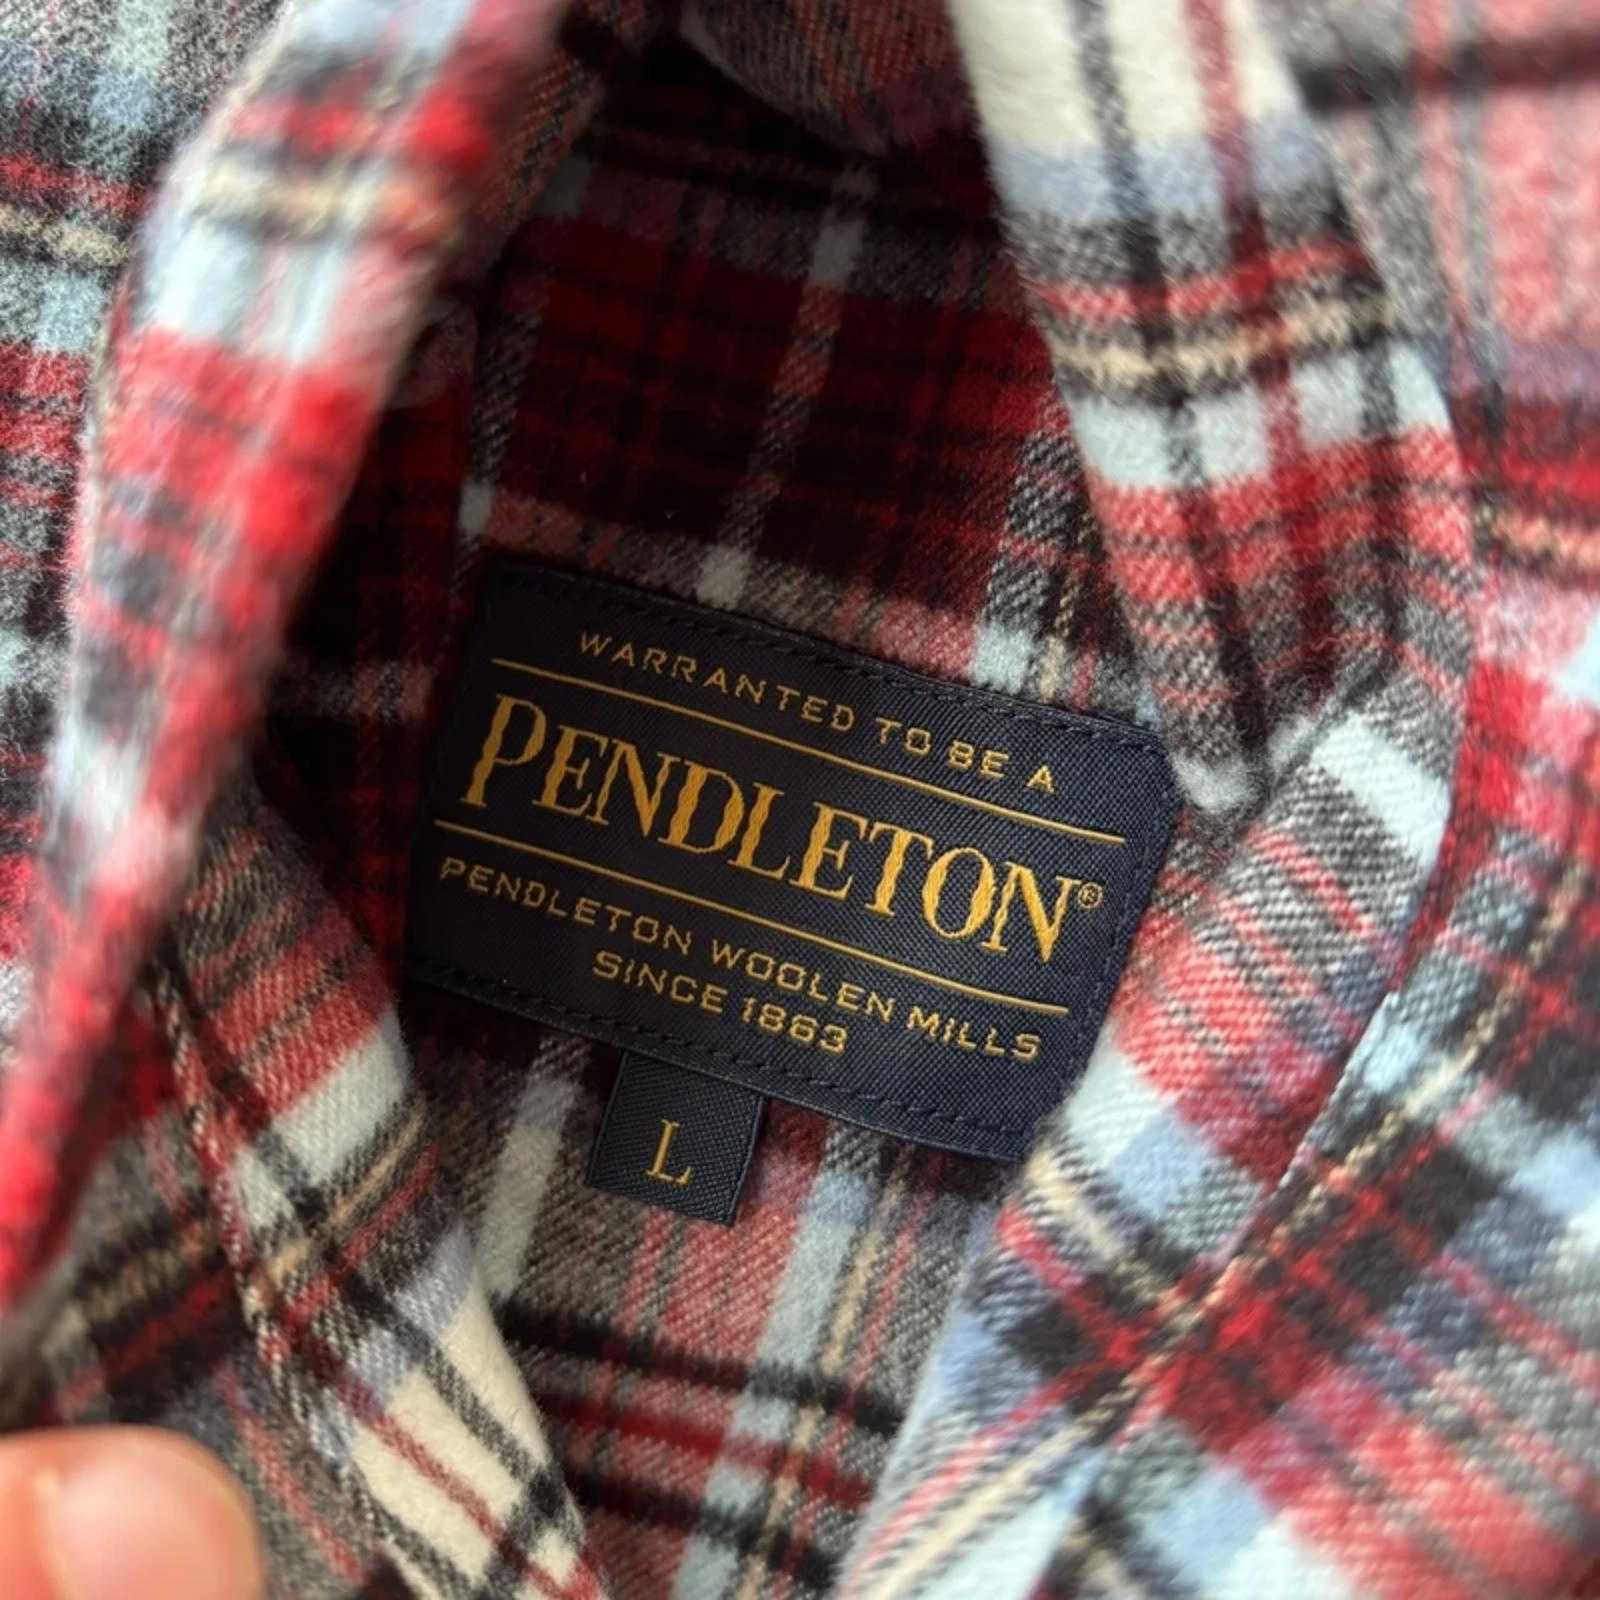 WARRANTED TO BE A
PENDLETON®
PENDLETON WOOLEN MILLS
SINCE 1863
L